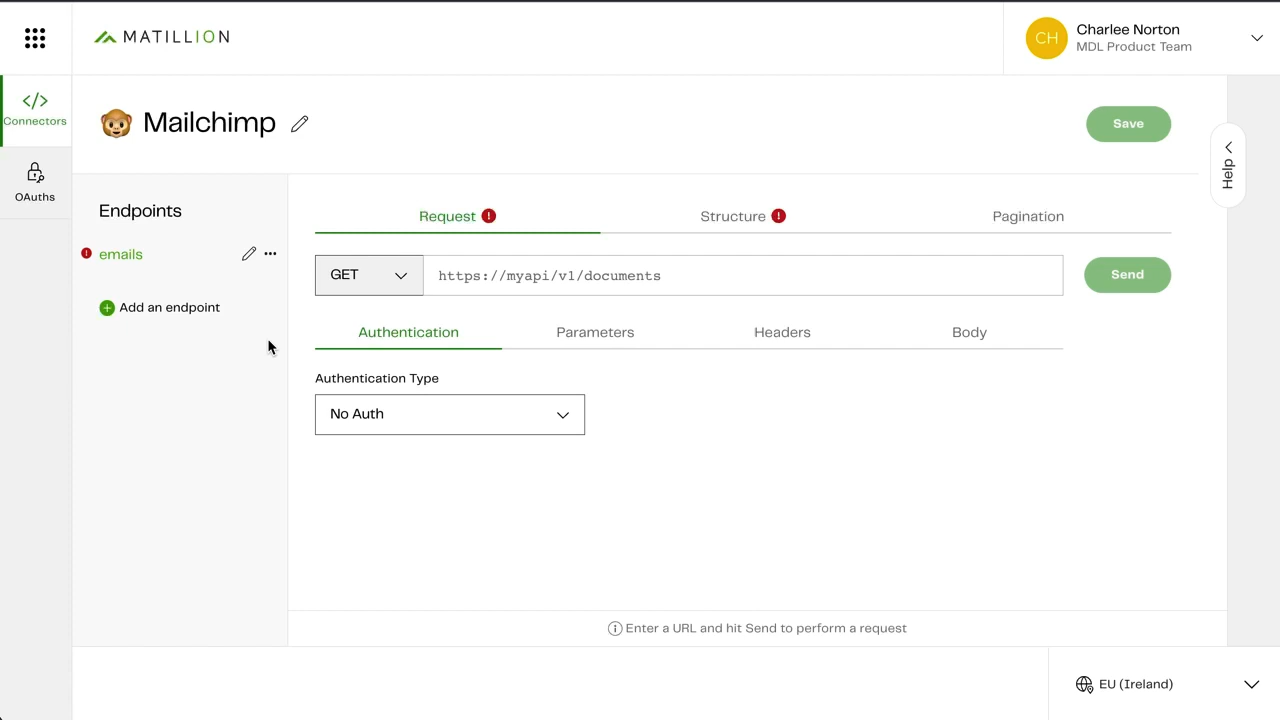 MATILLION
CH
Charlee Norton
MDL Product Team
Connectors
OAuths
Mailchimp
Save
Help
Endpoints
emails
Add an endpoint
Request
Structure
Pagination
GET
https://myapi/v1/documents
Send
Authentication
Parameters
Headers
Body
Authentication Type
No Auth
Enter a URL and hit Send to perform a request
EU (Ireland)